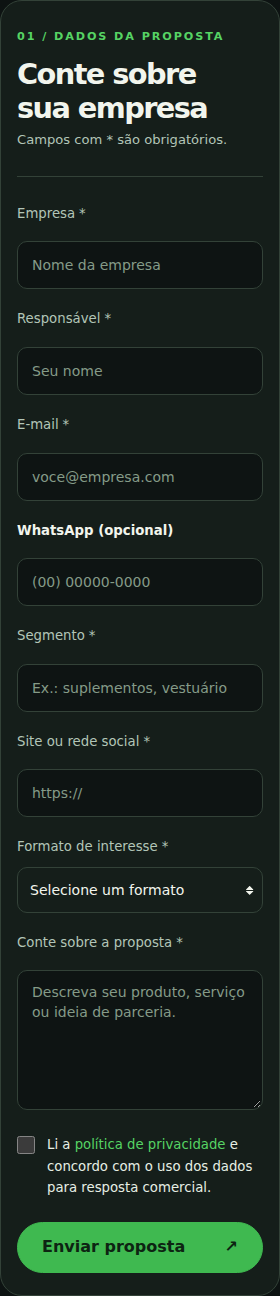 01 / DADOS DA PROPOSTA
Conte sobre
sua empresa
Campos com * são obrigatórios.
Empresa *
Nome da empresa
Responsável *
Seu nome
E-mail *
voce@empresa.com
WhatsApp (opcional)
(00) 00000-0000
Segmento *
Ex.: suplementos, vestuário
Site ou rede social *
https://
Formato de interesse *
Selecione um formato
Conte sobre a proposta *
Descreva seu produto, serviço
ou ideia de parceria.
Li a política de privacidade e
concordo com o uso dos dados
para resposta comercial.
Enviar proposta ↗